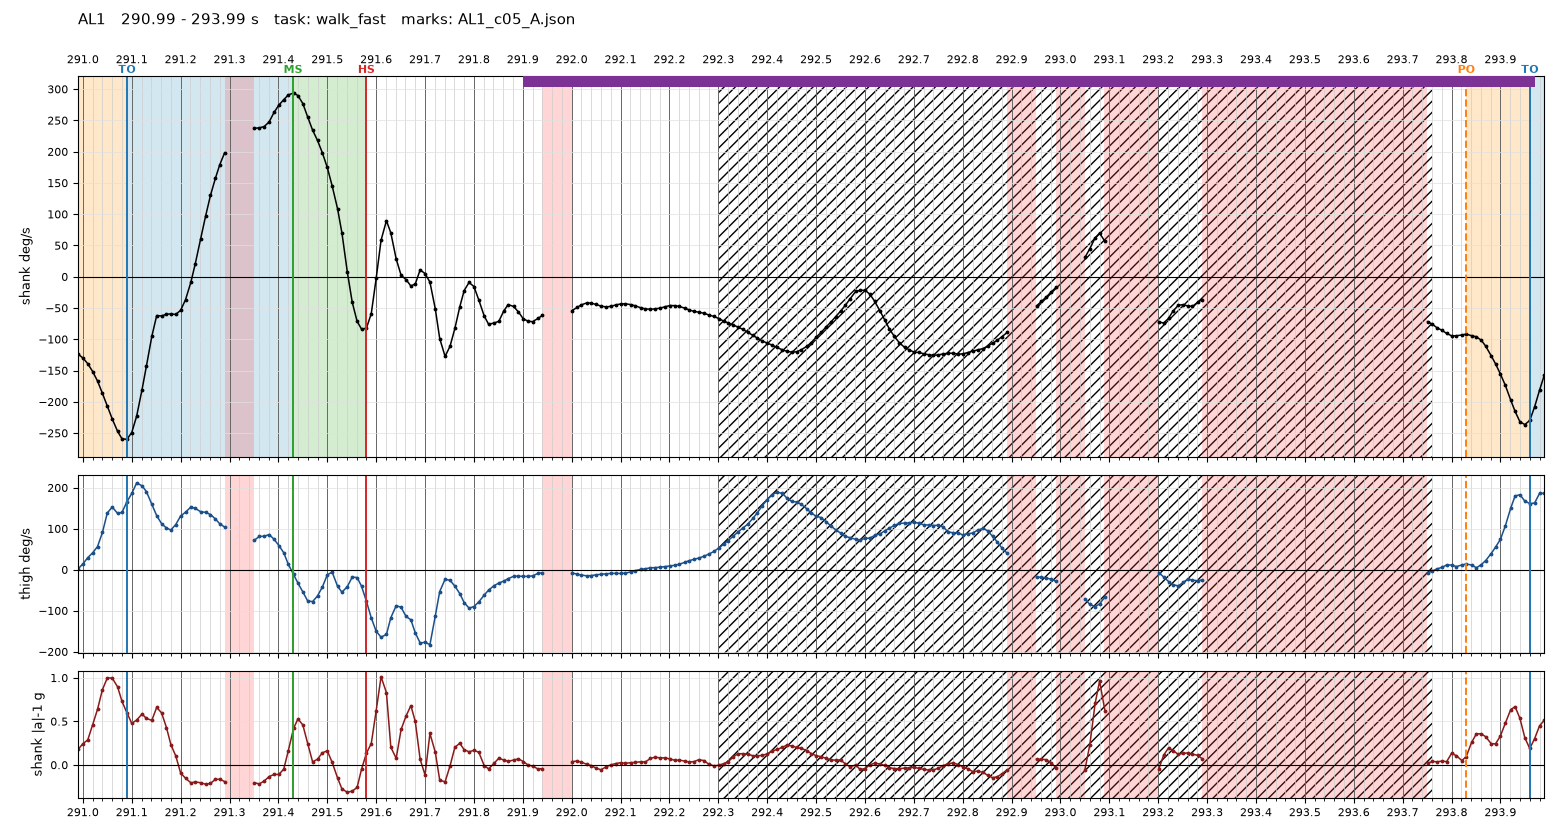 AL1 290.99 - 293.99 s task: walk_fast marks: AL1_c05_A.json
291.0 291.1 291.2 291.3 291.4 291.5 291.6 291.7 291.8 291.9 292.0 292.1 292.2 292.3 292.4 292.5 292.6 292.7 292.8 292.9 293.0 293.1 293.2 293.3 293.4 293.5 293.6 293.7 293.8 293.9
TO MS HS PO TO
shank deg/s
300
250
200
150
100
50
0
−50
−100
−150
−200
−250
thigh deg/s
200
100
0
−100
−200
shank |a|-1 g
1.0
0.5
0.0
291.0 291.1 291.2 291.3 291.4 291.5 291.6 291.7 291.8 291.9 292.0 292.1 292.2 292.3 292.4 292.5 292.6 292.7 292.8 292.9 293.0 293.1 293.2 293.3 293.4 293.5 293.6 293.7 293.8 293.9